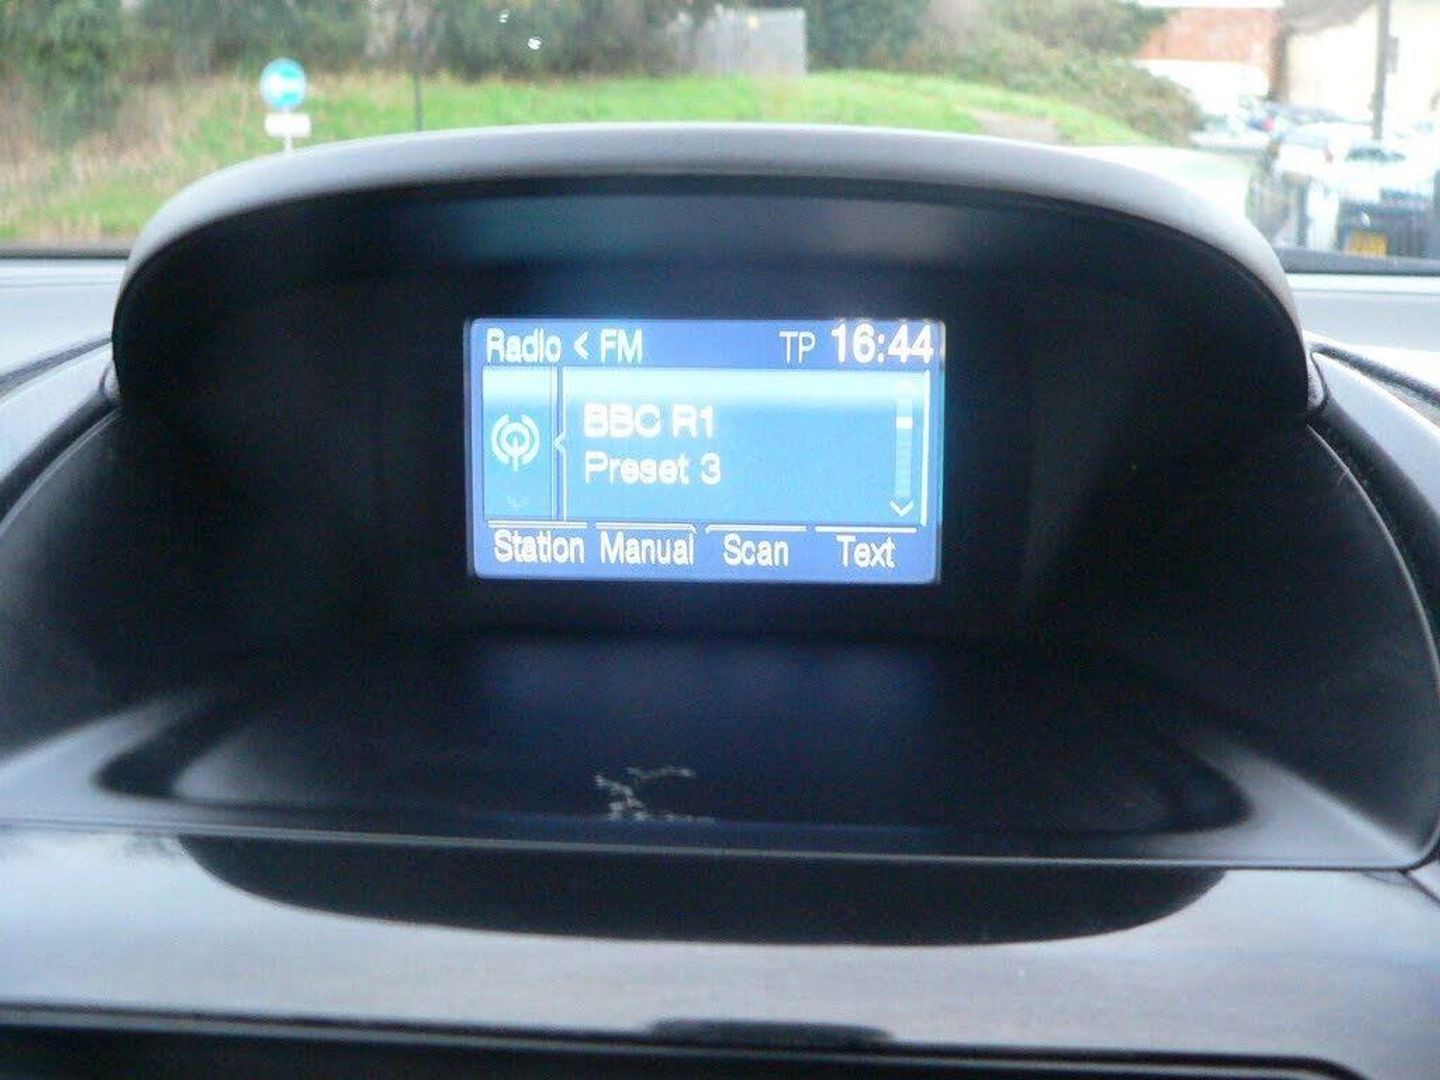 Radio < FM TP 16:44
BBC R1
Preset 3
Station Manual Scan Text